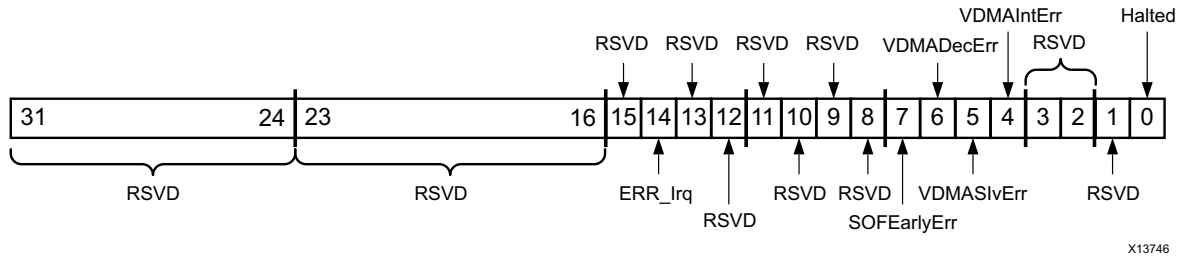 VDMAIntErr Halted
RSVD RSVD RSVD RSVD VDMADecErr RSVD
31 24 23 16 15 14 13 12 11 10 9 8 7 6 5 4 3 2 1 0
RSVD RSVD ERR_Irq RSVD RSVD VDMASlvErr RSVD
RSVD SOFEarlyErr
X13746